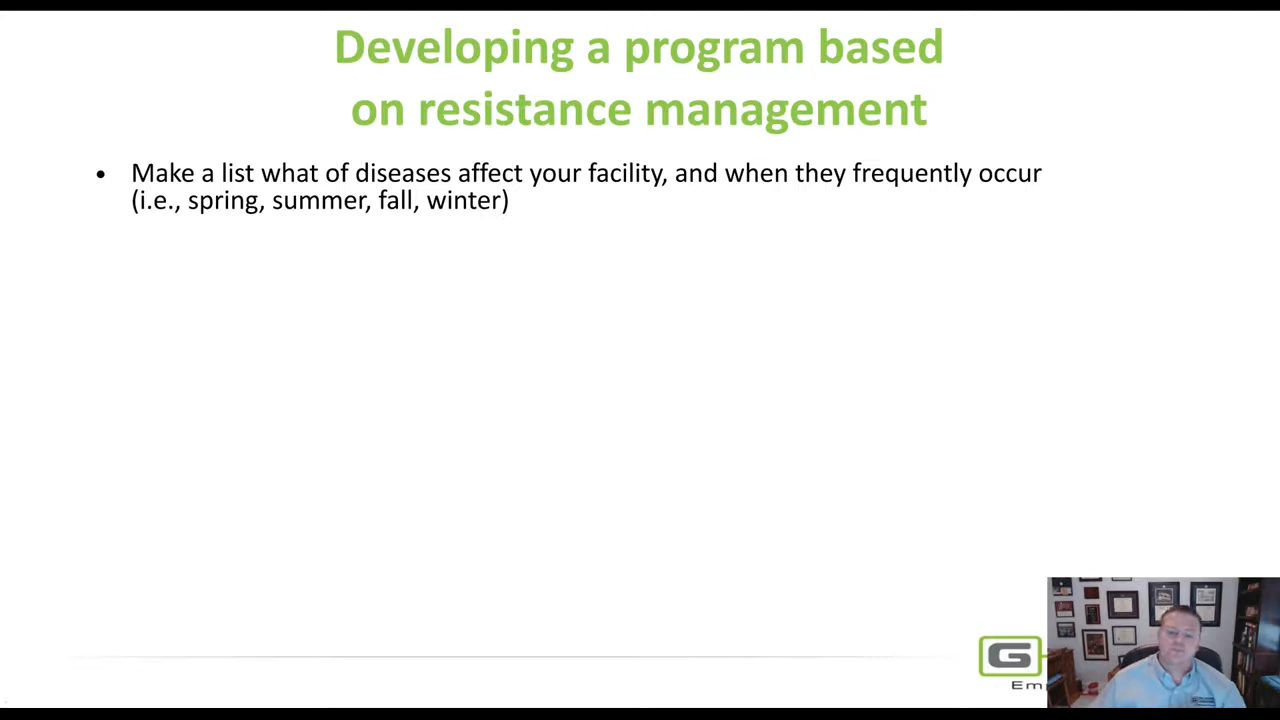 Developing a program based
on resistance management
• Make a list what of diseases affect your facility, and when they frequently occur
(i.e., spring, summer, fall, winter)
G
Em